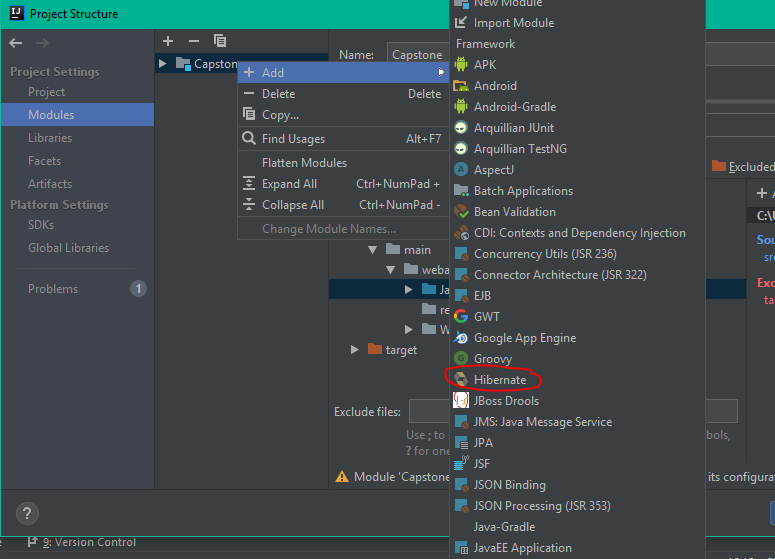 Project Structure
Project Settings
Project
Modules
Libraries
Facets
Artifacts
Platform Settings
SDKs
Global Libraries
Problems 1
Capston
Name: Capstone
Add
Delete Delete
Copy...
Find Usages Alt+F7
Flatten Modules
Expand All Ctrl+NumPad +
Collapse All Ctrl+NumPad -
Change Module Names...
main
weba
Ja
re
W
target
Exclude files:
Use ; to
? for one
Module 'Capstone
New Module
Import Module
Framework
APK
Android
Android-Gradle
Arquillian JUnit
Arquillian TestNG
AspectJ
Batch Applications
Bean Validation
CDI: Contexts and Dependency Injection
Concurrency Utils (JSR 236)
Connector Architecture (JSR 322)
EJB
GWT
Google App Engine
Groovy
Hibernate
JBoss Drools
JMS: Java Message Service
JPA
JSF
JSON Binding
JSON Processing (JSR 353)
Java-Gradle
JavaEE Application
Excluded
C:\U
Sou
src
Exc
ta
bols,
its configurat
9: Version Control